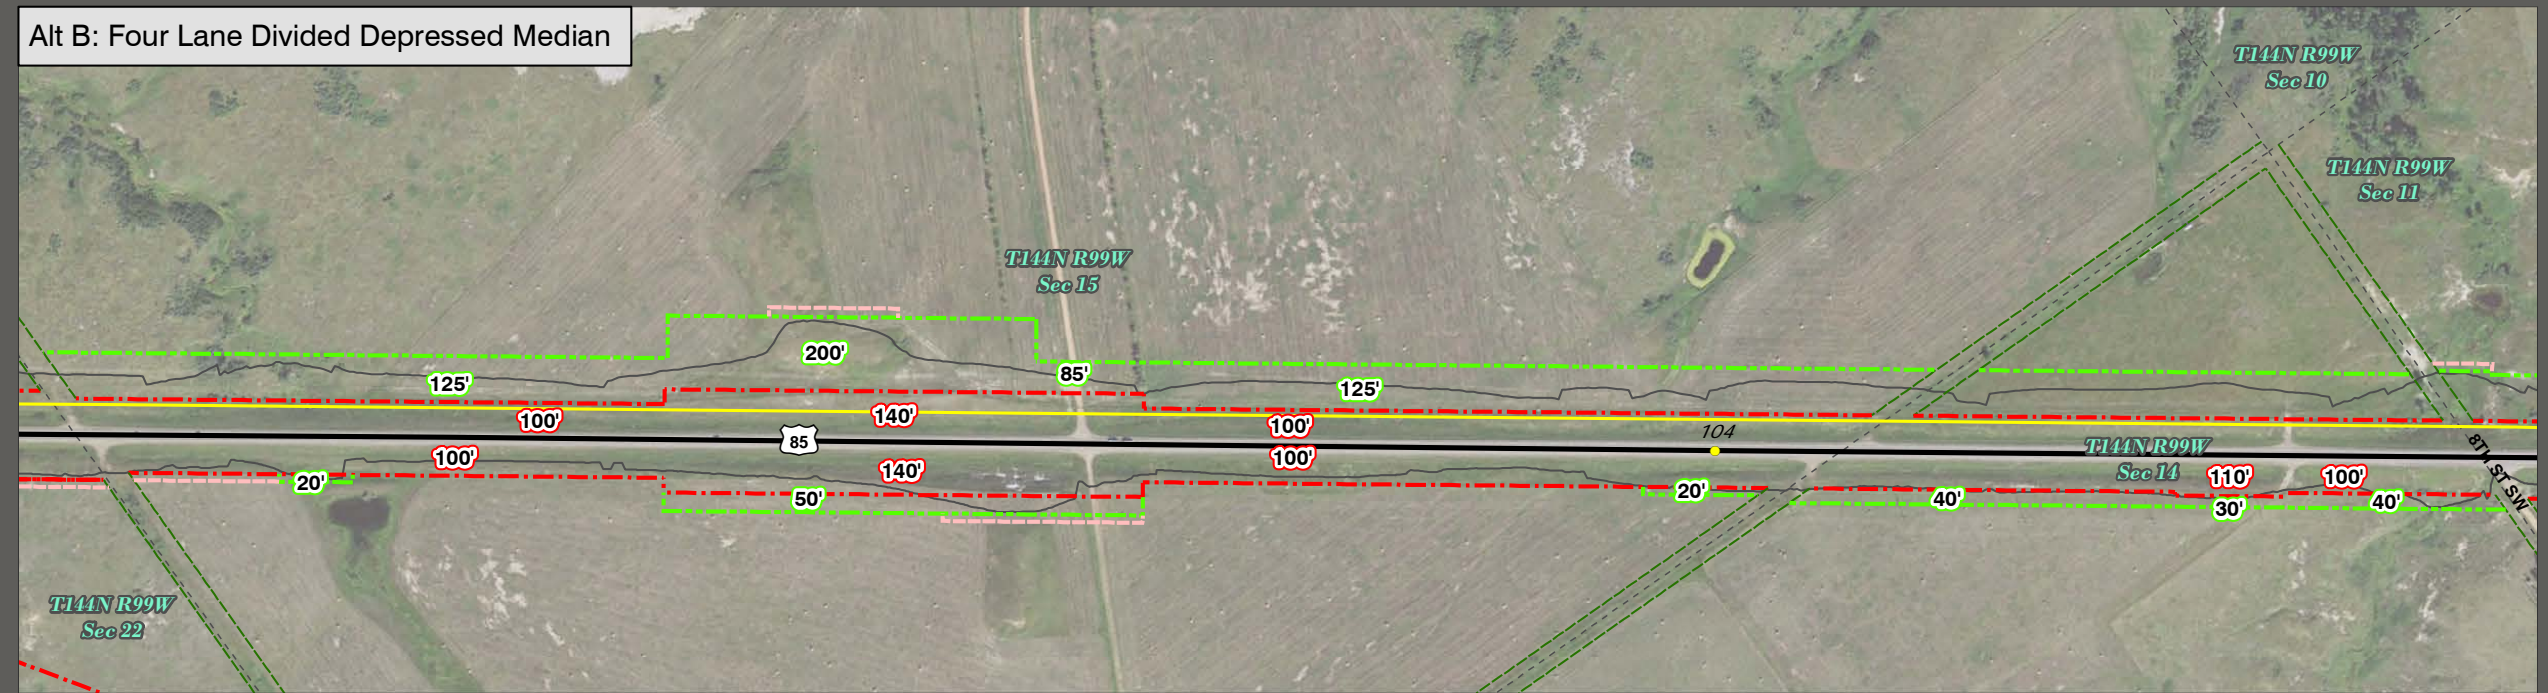 Alt B: Four Lane Divided Depressed Median
T144N R99W
Sec 10
T144N R99W
Sec 11
T144N R99W
Sec 15
200'
125'
85'
125'
100'
140'
100'
85
104
100'
140'
100'
T144N R99W
Sec 14
8TH ST SW
20'
50'
20'
40'
110'
100'
30'
40'
T144N R99W
Sec 22